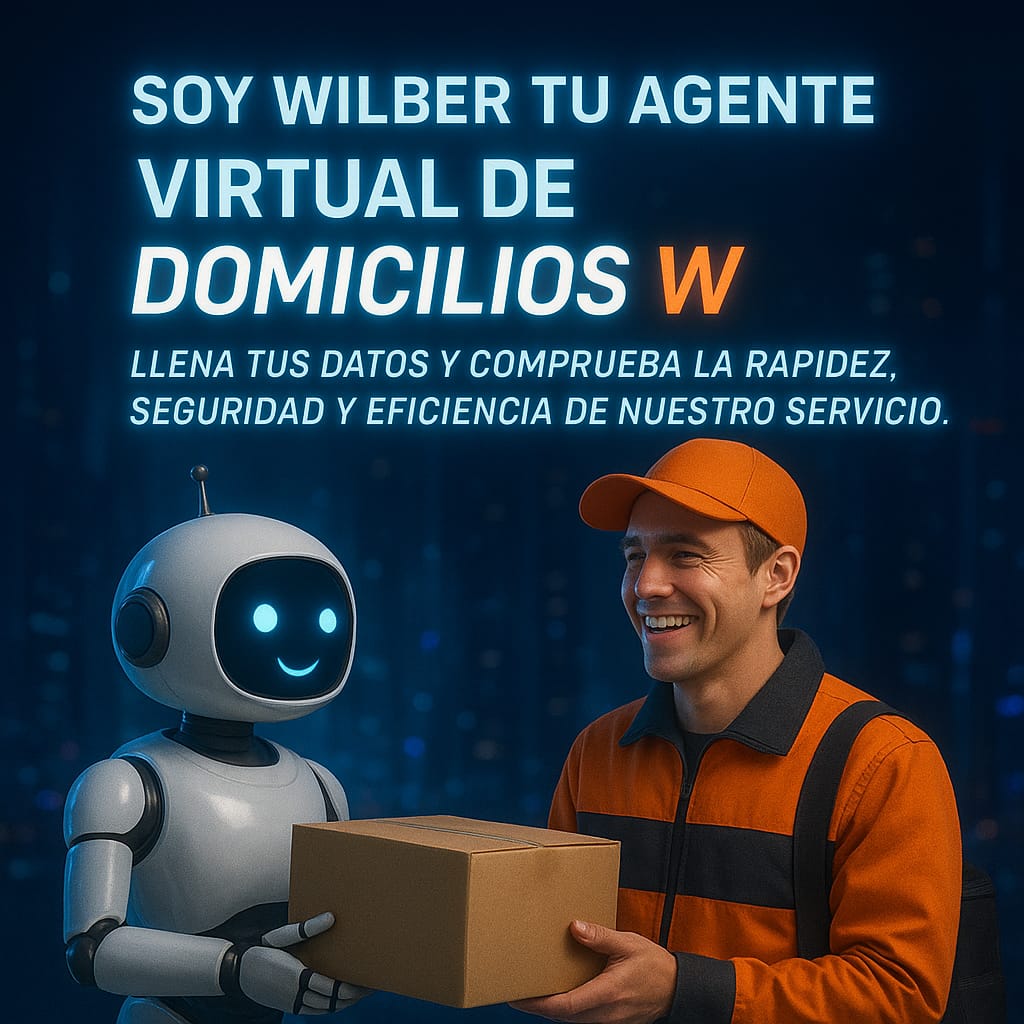 SOY WILBER TU AGENTE
VIRTUAL DE
DOMICILIOS W
LLENA TUS DATOS Y COMPRUEBA LA RAPIDEZ,
SEGURIDAD Y EFICIENCIA DE NUESTRO SERVICIO.